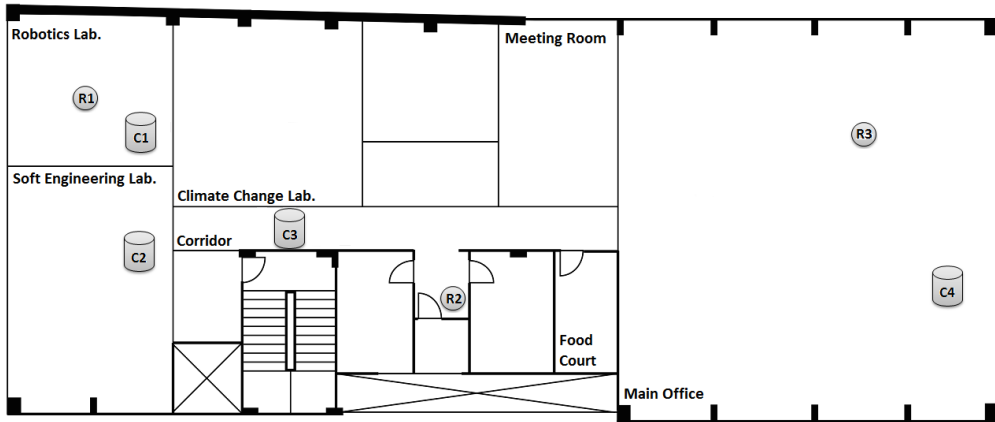 Robotics Lab.
Meeting Room
R1
C1
R3
Soft Engineering Lab.
Climate Change Lab.
Corridor
C3
C2
R2
C4
Food
Court
Main Office